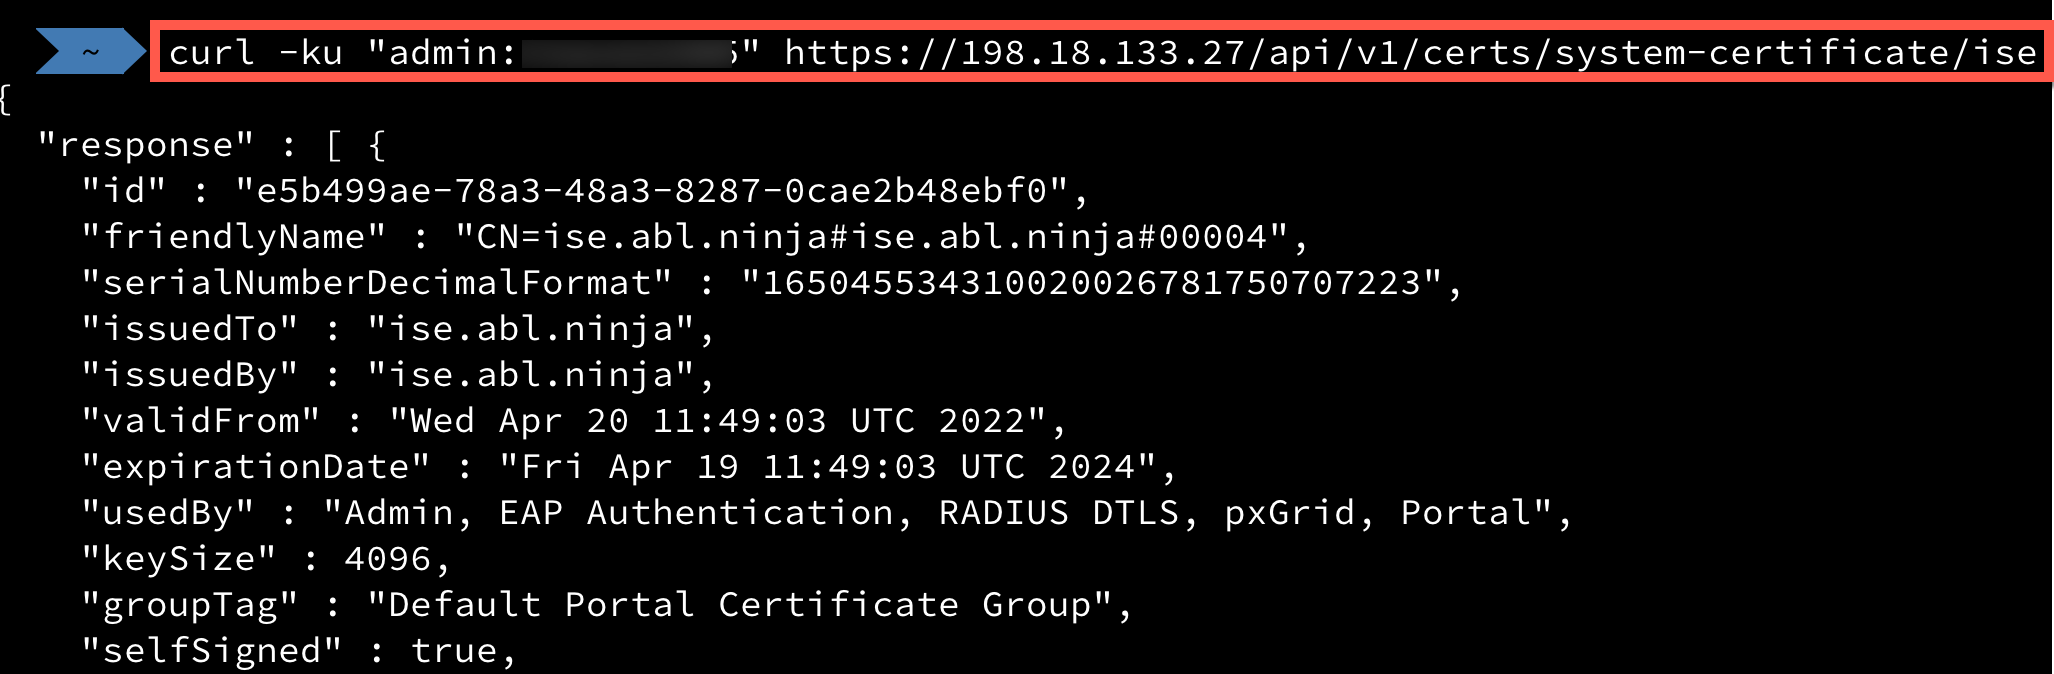 ~ curl -ku "admin: " https://198.18.133.27/api/v1/certs/system-certificate/ise
{
"response" : [ {
"id" : "e5b499ae-78a3-48a3-8287-0cae2b48ebf0",
"friendlyName" : "CN=ise.abl.ninja#ise.abl.ninja#00004",
"serialNumberDecimalFormat" : "165045534310020026781750707223",
"issuedTo" : "ise.abl.ninja",
"issuedBy" : "ise.abl.ninja",
"validFrom" : "Wed Apr 20 11:49:03 UTC 2022",
"expirationDate" : "Fri Apr 19 11:49:03 UTC 2024",
"usedBy" : "Admin, EAP Authentication, RADIUS DTLS, pxGrid, Portal",
"keySize" : 4096,
"groupTag" : "Default Portal Certificate Group",
"selfSigned" : true,